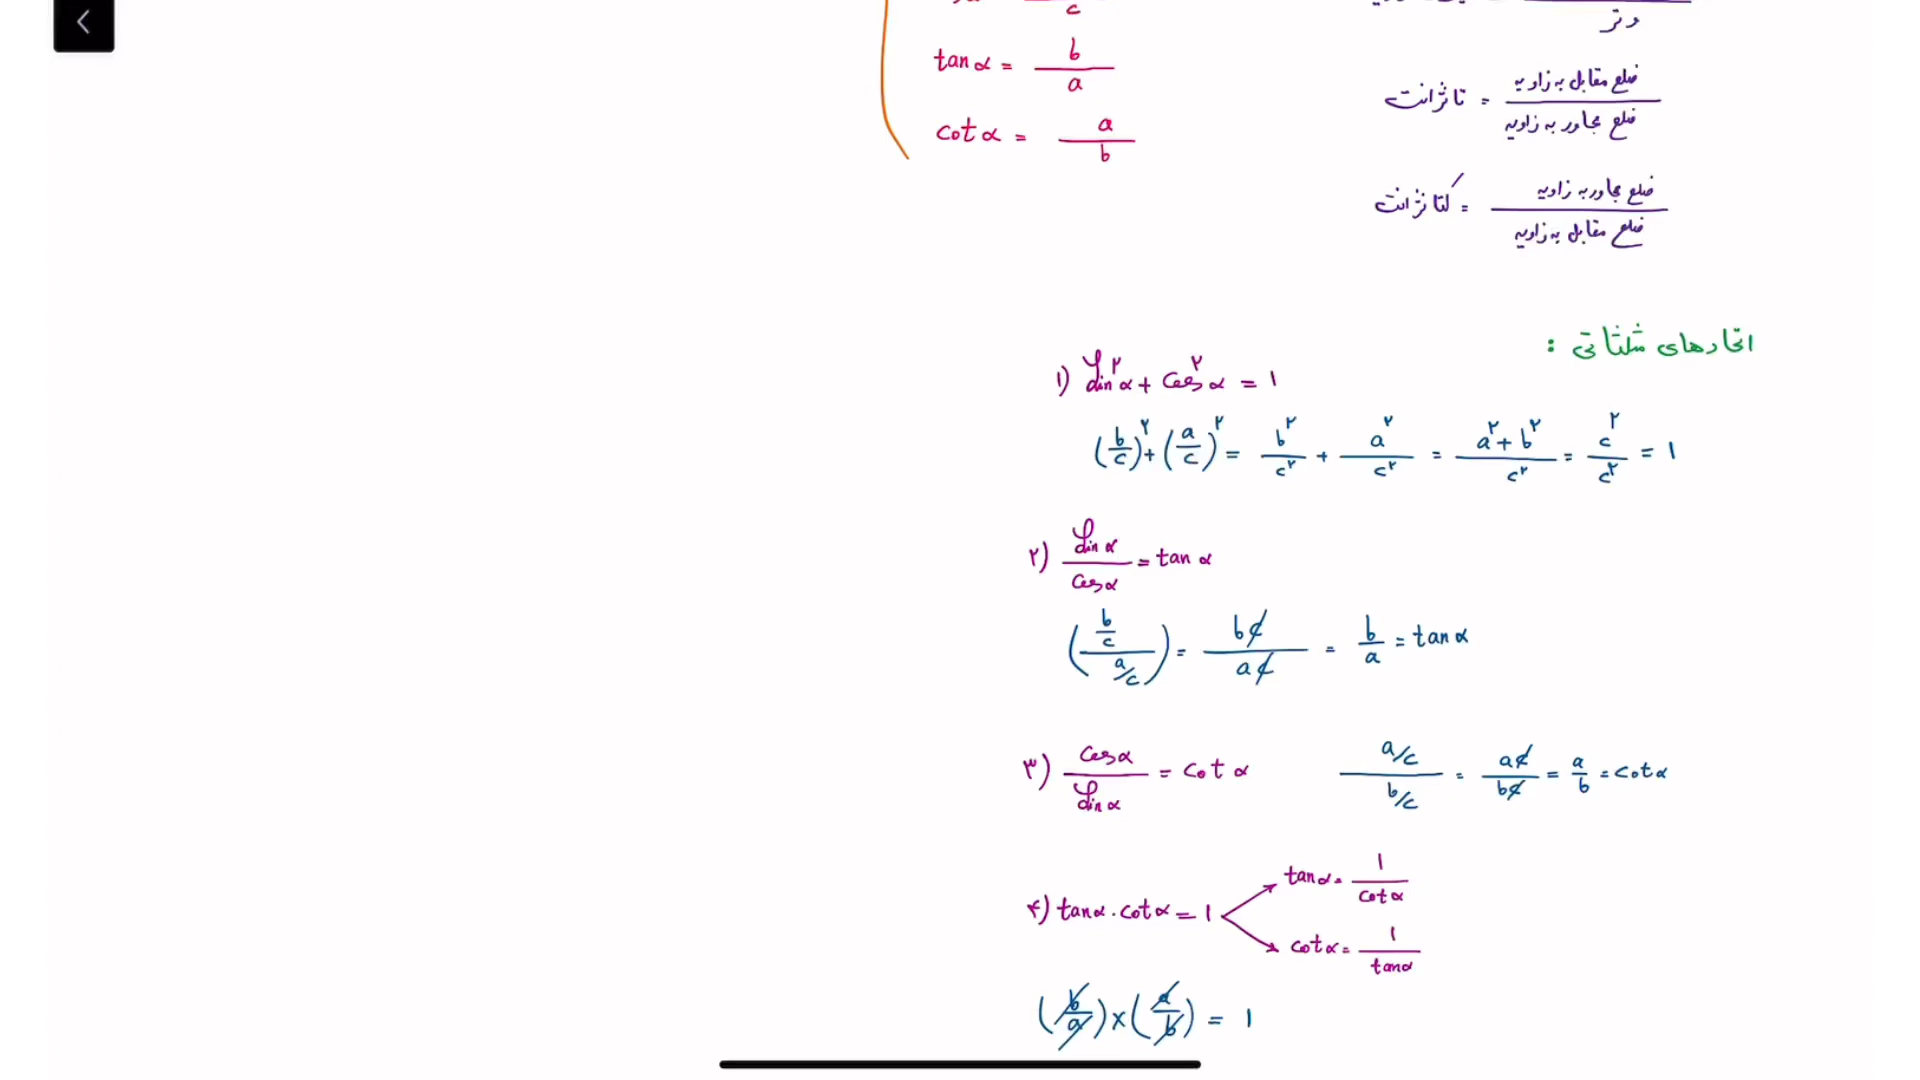 c
tan α = b/a
cot α = a/b
وتر
تانژانت = ضلع مقابل به زاویه / ضلع مجاور به زاویه
کتانژانت = ضلع مجاور به زاویه / ضلع مقابل به زاویه
اتحادهای مثلثاتی :
۱) Sin²α + Cos²α = ۱
(b/c)² + (a/c)² = b²/c² + a²/c² = (a² + b²)/c² = c²/c² = ۱
۲) Sin α / Cos α = tan α
((b/c)/(a/c)) = bc/ac = b/a = tan α
۳) Cos α / Sin α = Cot α    (a/c)/(b/c) = ac/bc = a/b = cot α
۴) tan α . cot α = ۱
tan α = ۱/cot α
cot α = ۱/tan α
(b/a) × (a/b) = ۱